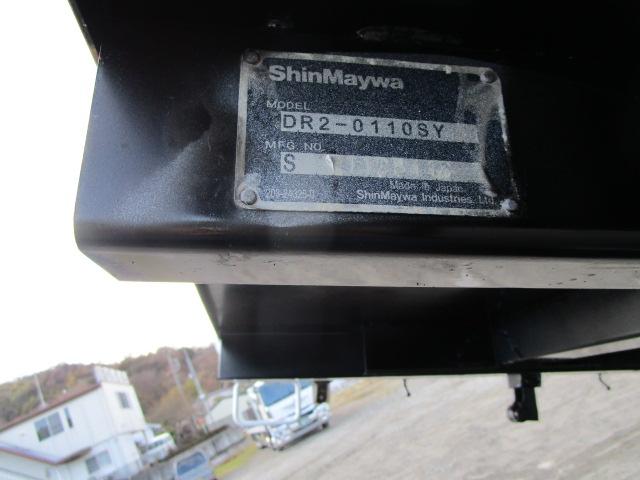 ShinMaywa
MODEL
DR2-0110SY
MFG. NO.
S
Made in Japan
ShinMaywa Industries, Ltd.